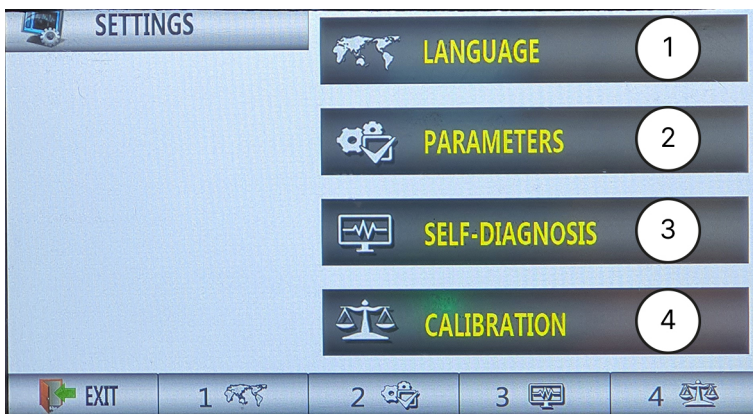 SETTINGS
LANGUAGE 1
PARAMETERS 2
SELF-DIAGNOSIS 3
CALIBRATION 4
EXIT 1 2 3 4